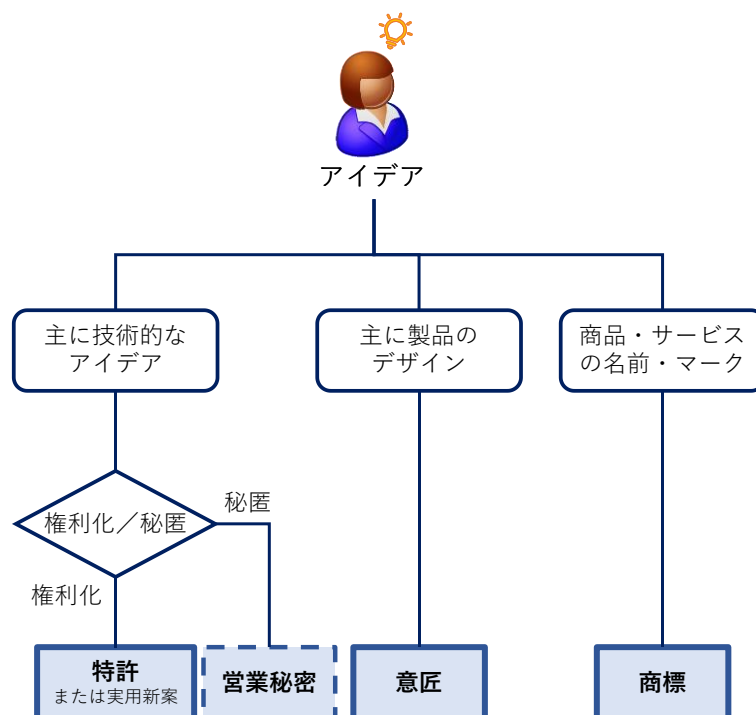 アイデア
主に技術的な
アイデア
主に製品の
デザイン
商品・サービス
の名前・マーク
権利化／秘匿
秘匿
権利化
特許
または実用新案
営業秘密
意匠
商標